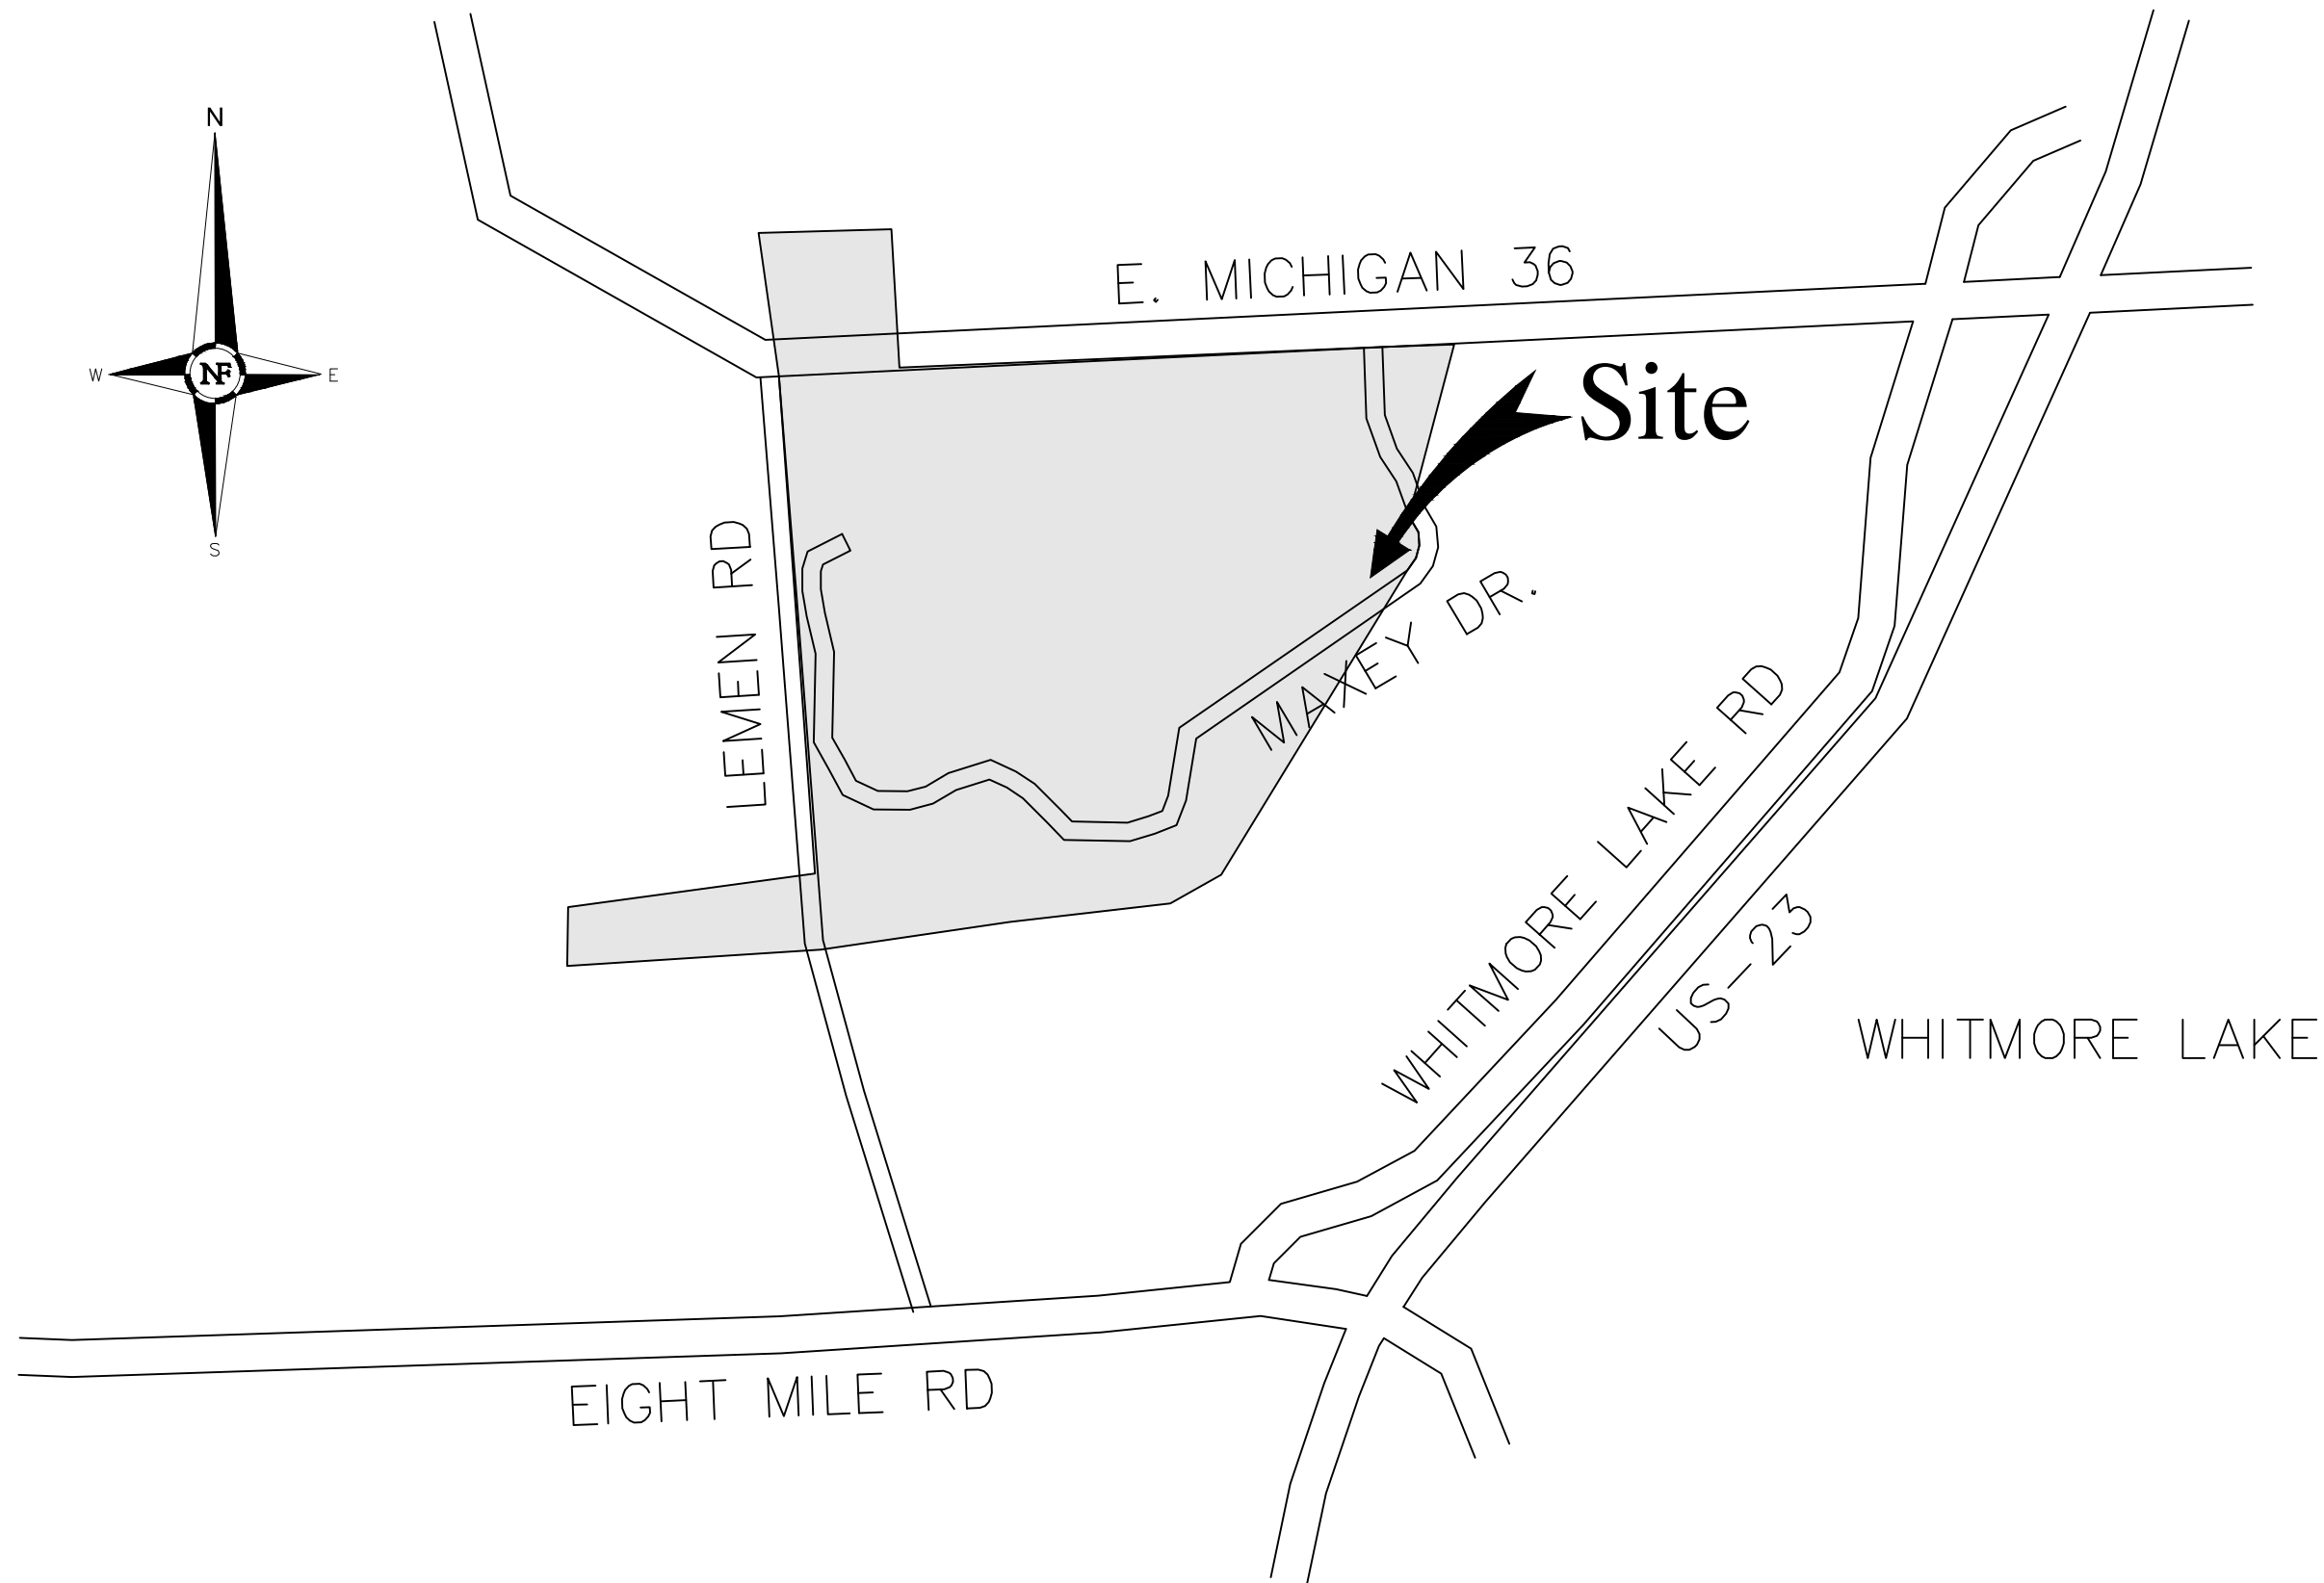 N
W
NF
E
S
E. MICHIGAN 36
Site
LEMEN RD
MAXEY DR.
WHITMORE LAKE RD
US-23
WHITMORE LAKE
EIGHT MILE RD